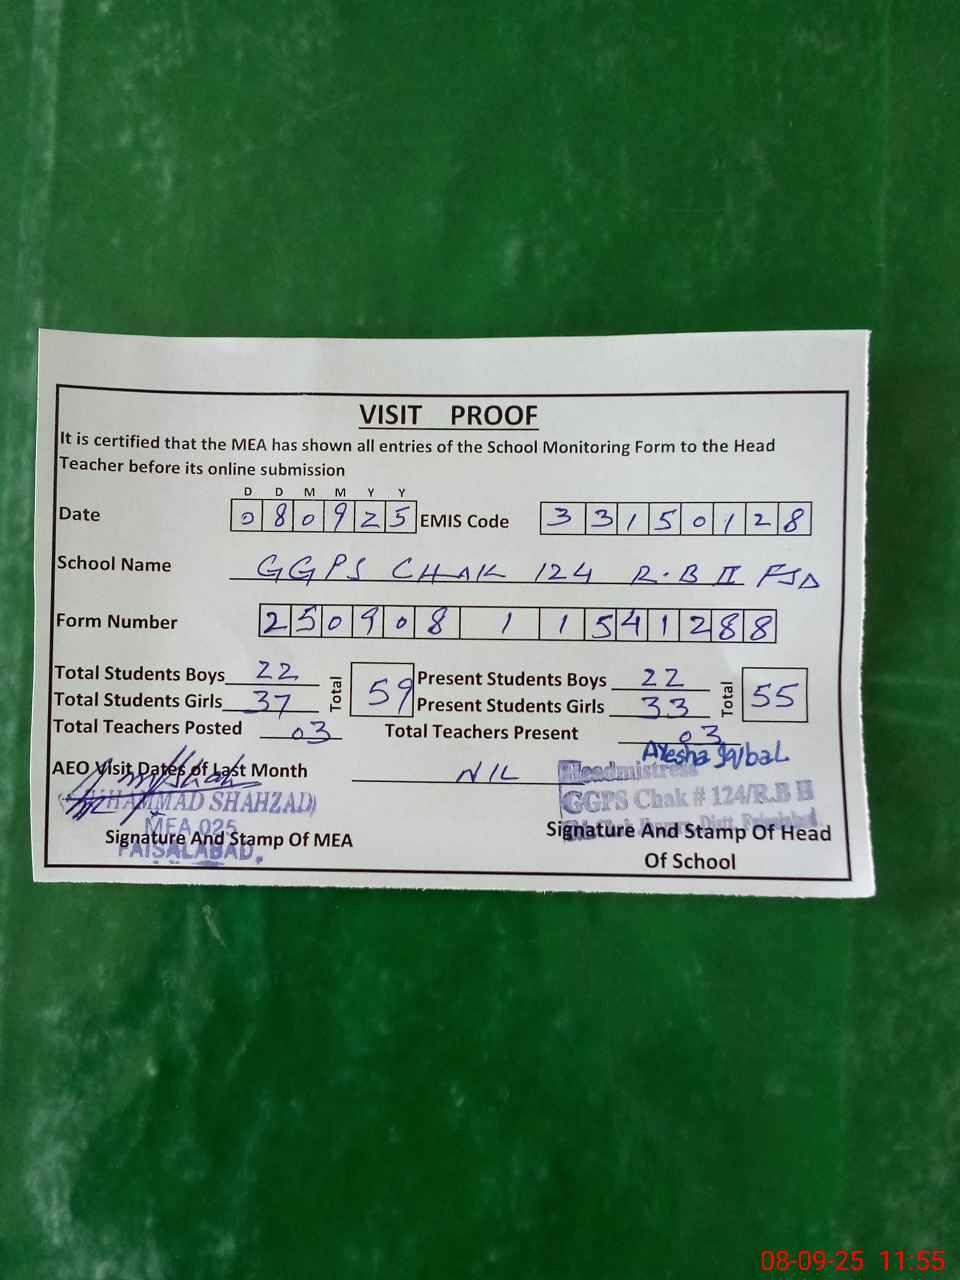 VISIT PROOF
It is certified that the MEA has shown all entries of the School Monitoring Form to the Head
Teacher before its online submission
D D M M Y Y
Date 0 8 0 9 2 5 EMIS Code 3 3 1 5 0 1 2 8
School Name GGPS CHAK 124 R.B II FSD
Form Number 2 5 0 9 0 8 1 1 5 4 1 2 8 8
Total Students Boys 22 Total 59 Present Students Boys 22 Total 55
Total Students Girls 37 Present Students Girls 33
Total Teachers Posted 03 Total Teachers Present 03
Ayesha Iqbal
AEO Visit Dates of Last Month NIL
Headmistress
(MUHAMMAD SHAHZAD) GGPS Chak # 124/R.B II
MEA 025
Signature And Stamp Of MEA Signature And Stamp Of Head
FAISALABAD. Of School
08-09-25 11:55